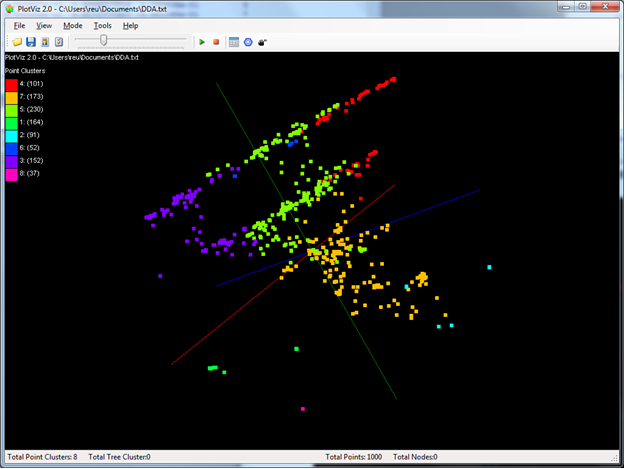 PlotViz 2.0 - C:\Users\reu\Documents\DDA.txt
File View Mode Tools Help
PlotViz 2.0 - C:\Users\reu\Documents\DDA.txt
Point Clusters
4: (101)
7: (173)
5: (230)
1: (164)
2: (91)
6: (52)
3: (152)
8: (37)
Total Point Clusters: 8 Total Tree Cluster:0 Total Points: 1000 Total Nodes:0